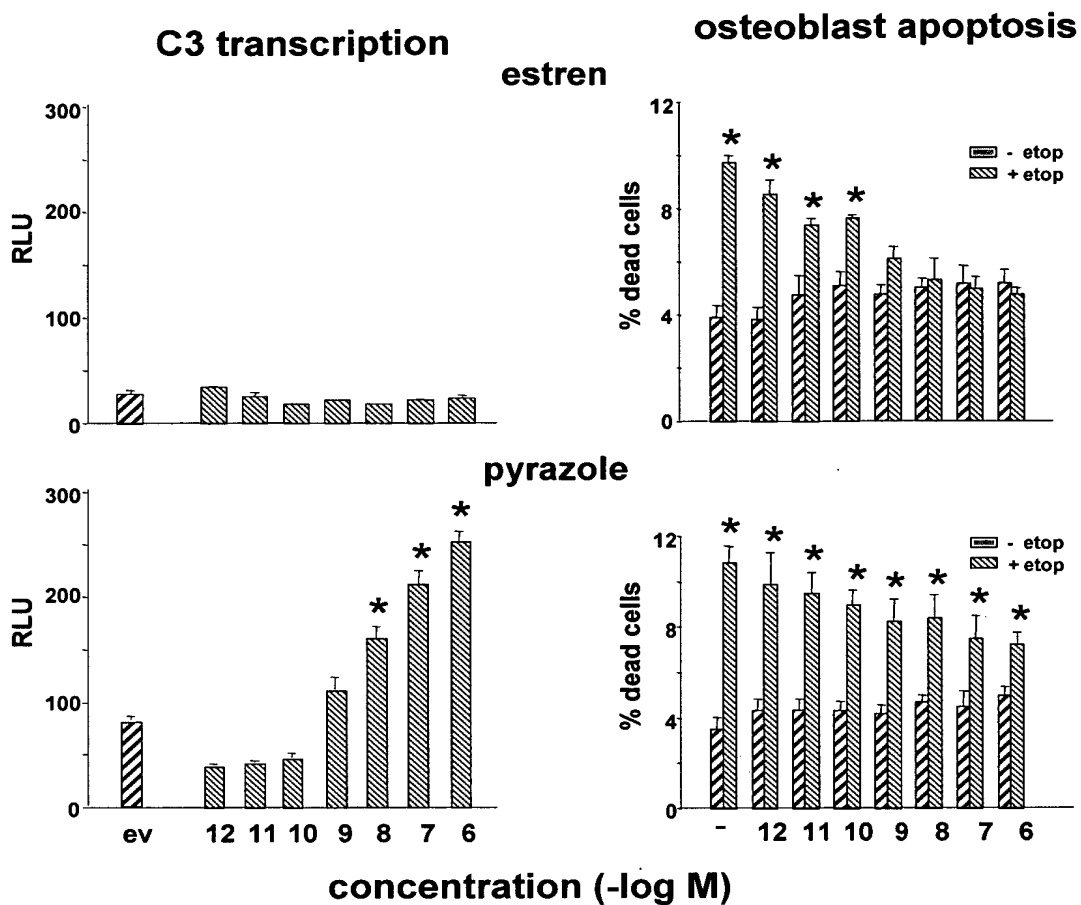 C3 transcription
osteoblast apoptosis
estren
300
200
100
0
RLU
12
8
4
0
% dead cells
- etop
+ etop
* * * *
pyrazole
300
200
100
0
RLU
* * *
ev 12 11 10 9 8 7 6
12
8
4
0
% dead cells
- etop
+ etop
* * * * * * * *
- 12 11 10 9 8 7 6
concentration (-log M)